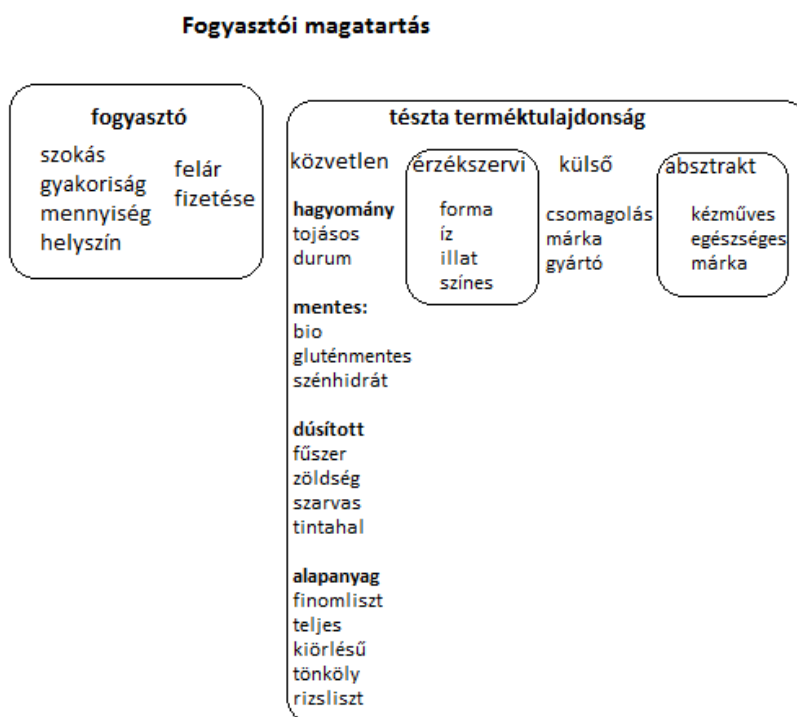 Fogyasztói magatartás
fogyasztó
szokás
gyakoriság
mennyiség
helyszín
felár
fizetése
tészta terméktulajdonság
közvetlen
hagyomány
tojásos
durum
mentes:
bio
gluténmentes
szénhidrát
dúsított
fűszer
zöldség
szarvas
tintahal
alapanyag
finomliszt
teljes
kiörlésű
tönköly
rizsliszt
érzékszervi
forma
íz
illat
színes
külső
csomagolás
márka
gyártó
absztrakt
kézműves
egészséges
márka